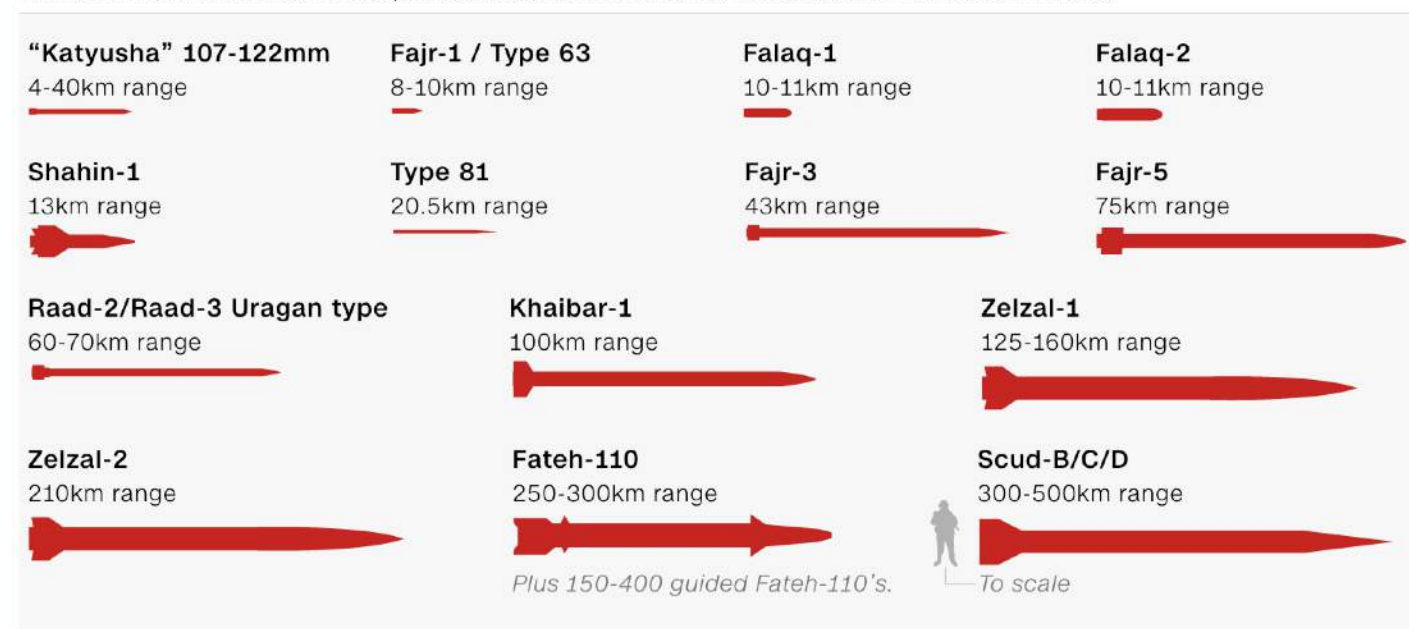 “Katyusha” 107-122mm
4-40km range
Fajr-1 / Type 63
8-10km range
Falaq-1
10-11km range
Falaq-2
10-11km range
Shahin-1
13km range
Type 81
20.5km range
Fajr-3
43km range
Fajr-5
75km range
Raad-2/Raad-3 Uragan type
60-70km range
Khaibar-1
100km range
Zelzal-1
125-160km range
Zelzal-2
210km range
Fateh-110
250-300km range
Plus 150-400 guided Fateh-110's.
Scud-B/C/D
300-500km range
To scale